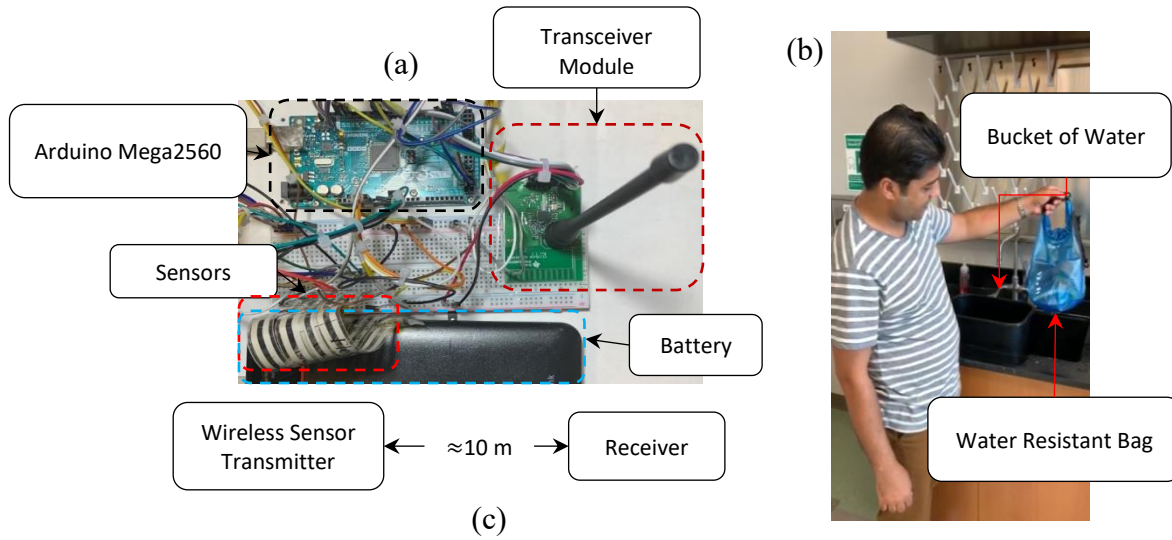 Transceiver
Module
(a)
(b)
Arduino Mega2560
Bucket of Water
Sensors
Battery
Wireless Sensor
Transmitter
≈10 m
Receiver
Water Resistant Bag
(c)